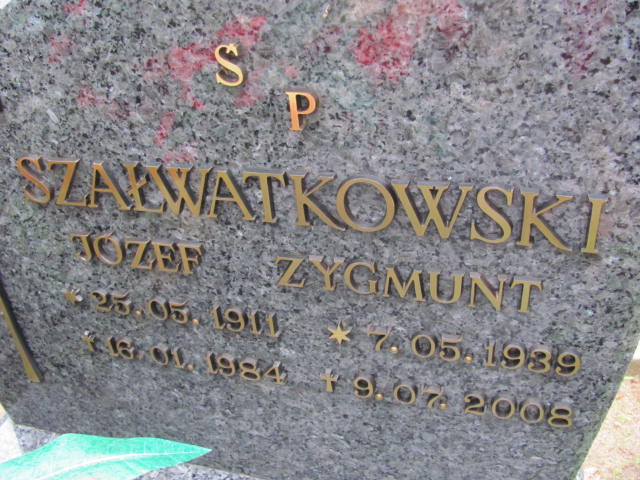 Ś
P
SZAŁWATKOWSKI
JÓZEF ZYGMUNT
* 25.05.1911 * 7.05.1939
† 16.01.1984 † 9.07.2008